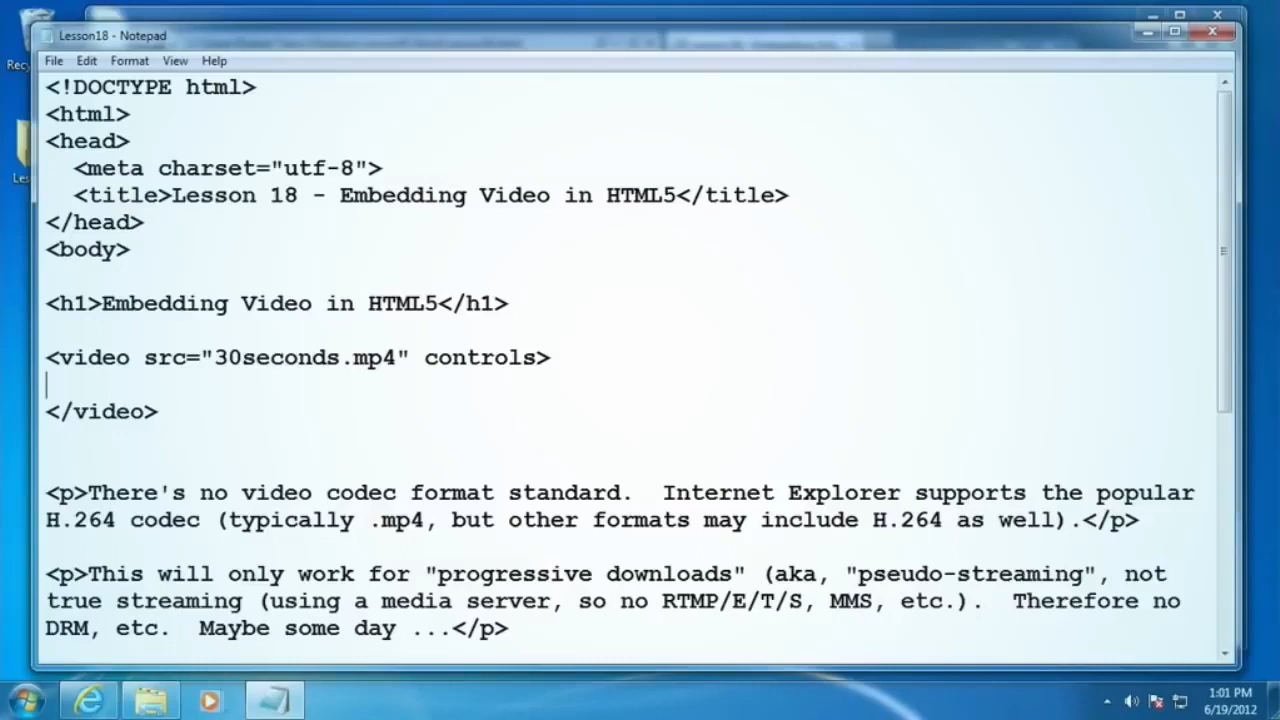 Lesson18 - Notepad
Recy
File Edit Format View Help
<!DOCTYPE html>
<html>
<head>
<meta charset="utf-8">
<title>Lesson 18 - Embedding Video in HTML5</title>
Les
</head>
<body>
<h1>Embedding Video in HTML5</h1>
<video src="30seconds.mp4" controls>
</video>
<p>There's no video codec format standard. Internet Explorer supports the popular
H.264 codec (typically .mp4, but other formats may include H.264 as well).</p>
<p>This will only work for "progressive downloads" (aka, "pseudo-streaming", not
true streaming (using a media server, so no RTMP/E/T/S, MMS, etc.). Therefore no
DRM, etc. Maybe some day ...</p>
1:01 PM
6/19/2012